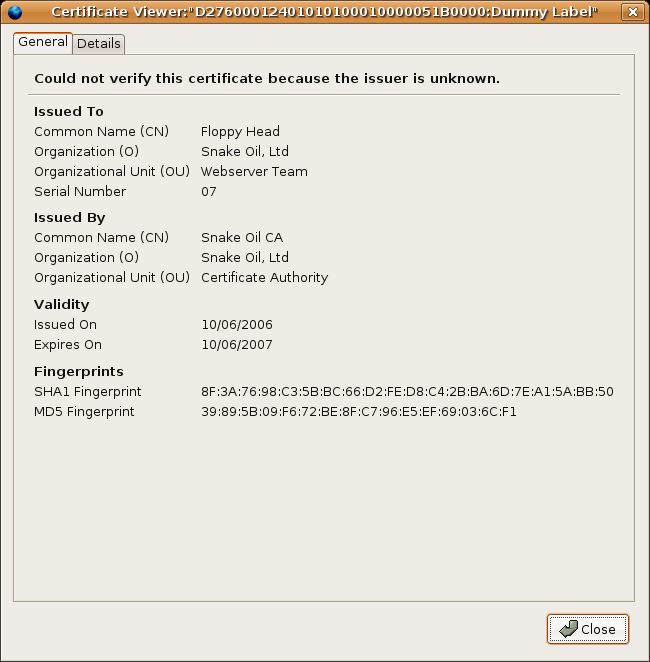 Certificate Viewer:"D27600012401010100010000051B0000:Dummy Label"
General Details
Could not verify this certificate because the issuer is unknown.
Issued To
Common Name (CN) Floppy Head
Organization (O) Snake Oil, Ltd
Organizational Unit (OU) Webserver Team
Serial Number 07
Issued By
Common Name (CN) Snake Oil CA
Organization (O) Snake Oil, Ltd
Organizational Unit (OU) Certificate Authority
Validity
Issued On 10/06/2006
Expires On 10/06/2007
Fingerprints
SHA1 Fingerprint 8F:3A:76:98:C3:5B:BC:66:D2:FE:D8:C4:2B:BA:6D:7E:A1:5A:BB:50
MD5 Fingerprint 39:89:5B:09:F6:72:BE:8F:C7:96:E5:EF:69:03:6C:F1
Close